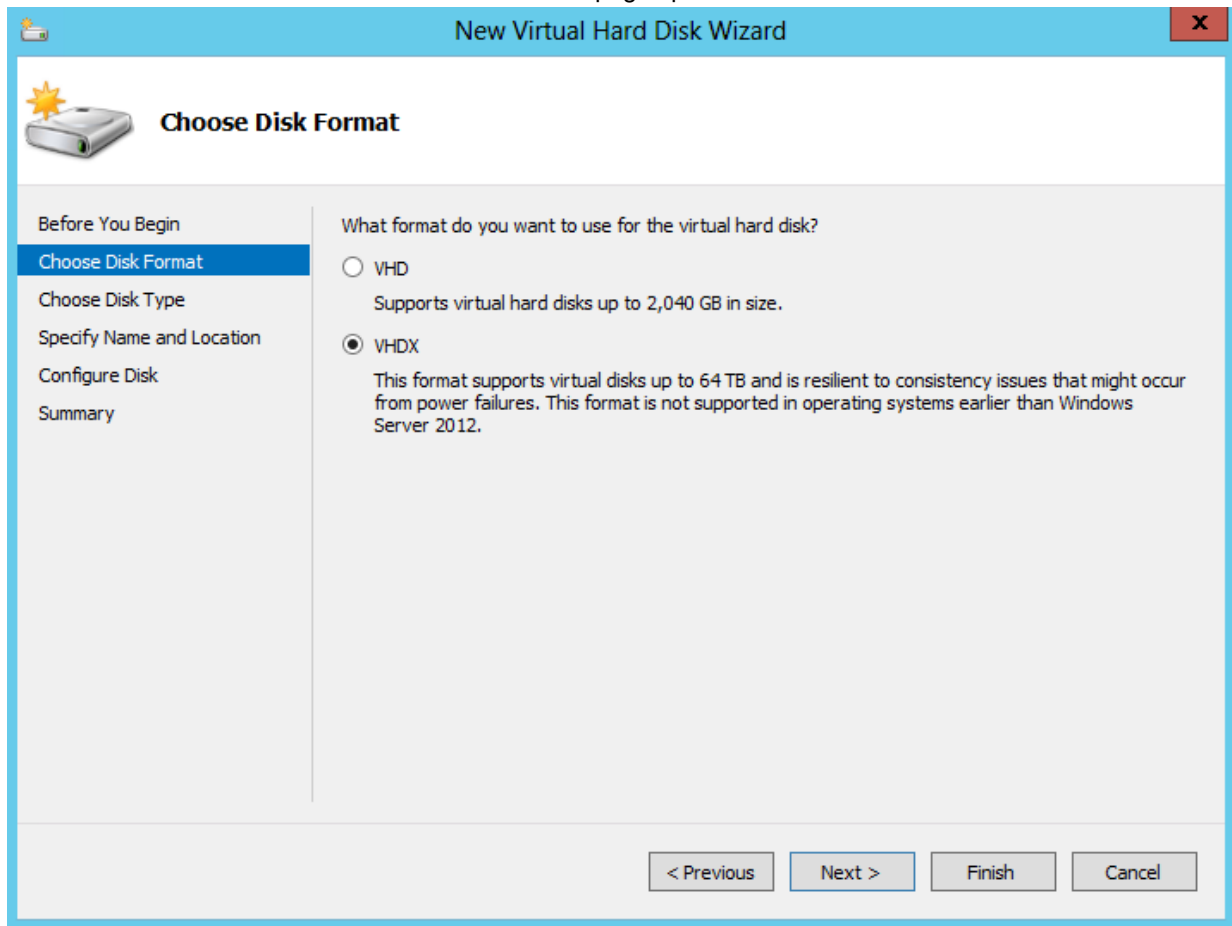 New Virtual Hard Disk Wizard
x
Choose Disk Format
Before You Begin
Choose Disk Format
Choose Disk Type
Specify Name and Location
Configure Disk
Summary
What format do you want to use for the virtual hard disk?
VHD
Supports virtual hard disks up to 2,040 GB in size.
VHDX
This format supports virtual disks up to 64 TB and is resilient to consistency issues that might occur
from power failures. This format is not supported in operating systems earlier than Windows
Server 2012.
< Previous
Next >
Finish
Cancel